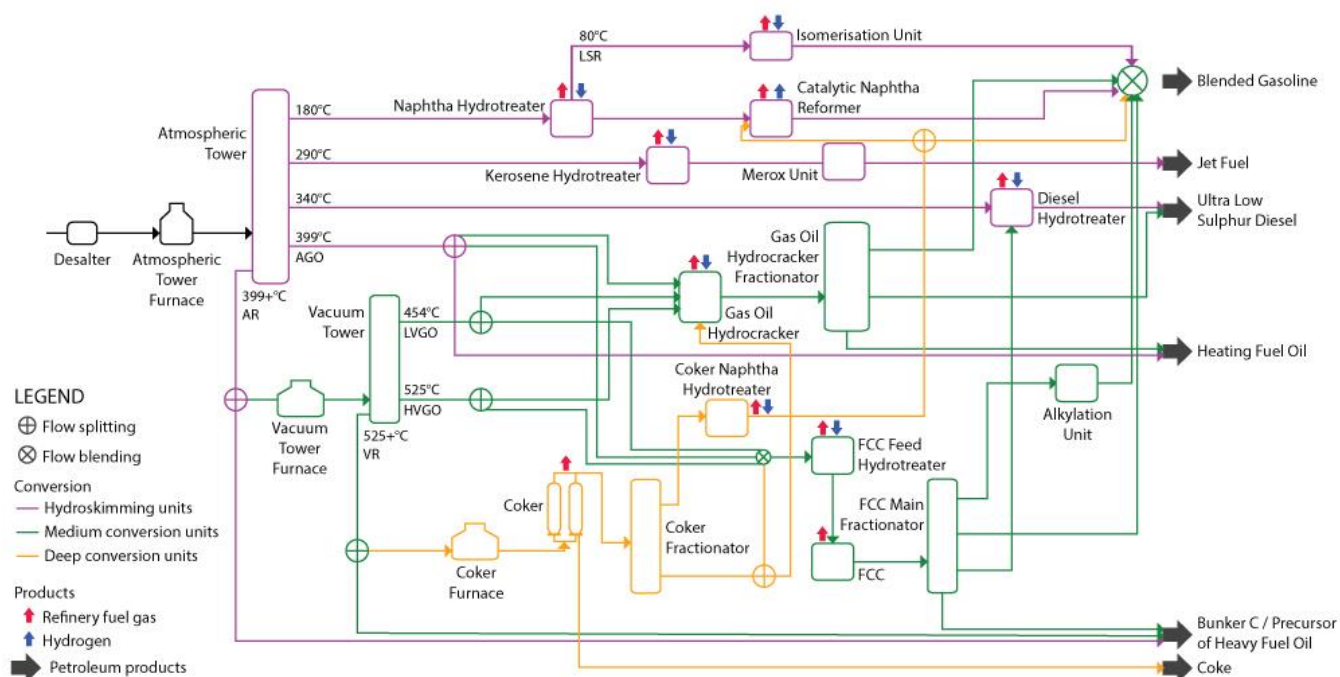 80°C
LSR
Isomerisation Unit
Blended Gasoline
180°C
Naphtha Hydrotreater
Catalytic Naphtha
Reformer
Atmospheric
Tower
290°C
Kerosene Hydrotreater
Merox Unit
Jet Fuel
340°C
Diesel
Hydrotreater
Ultra Low
Sulphur Diesel
Desalter
Atmospheric
Tower
Furnace
399°C
AGO
Gas Oil
Hydrocracker
Fractionator
399+°C
AR
Vacuum
Tower
454°C
LVGO
Gas Oil
Hydrocracker
Heating Fuel Oil
Coker Naphtha
Hydrotreater
525°C
HVGO
Alkylation
Unit
LEGEND
Flow splitting
Flow blending
Conversion
Hydroskimming units
Medium conversion units
Deep conversion units
Products
Refinery fuel gas
Hydrogen
Petroleum products
Vacuum
Tower
Furnace
525+°C
VR
FCC Feed
Hydrotreater
Coker
Coker
Fractionator
FCC Main
Fractionator
Coker
Furnace
FCC
Bunker C / Precursor
of Heavy Fuel Oil
Coke